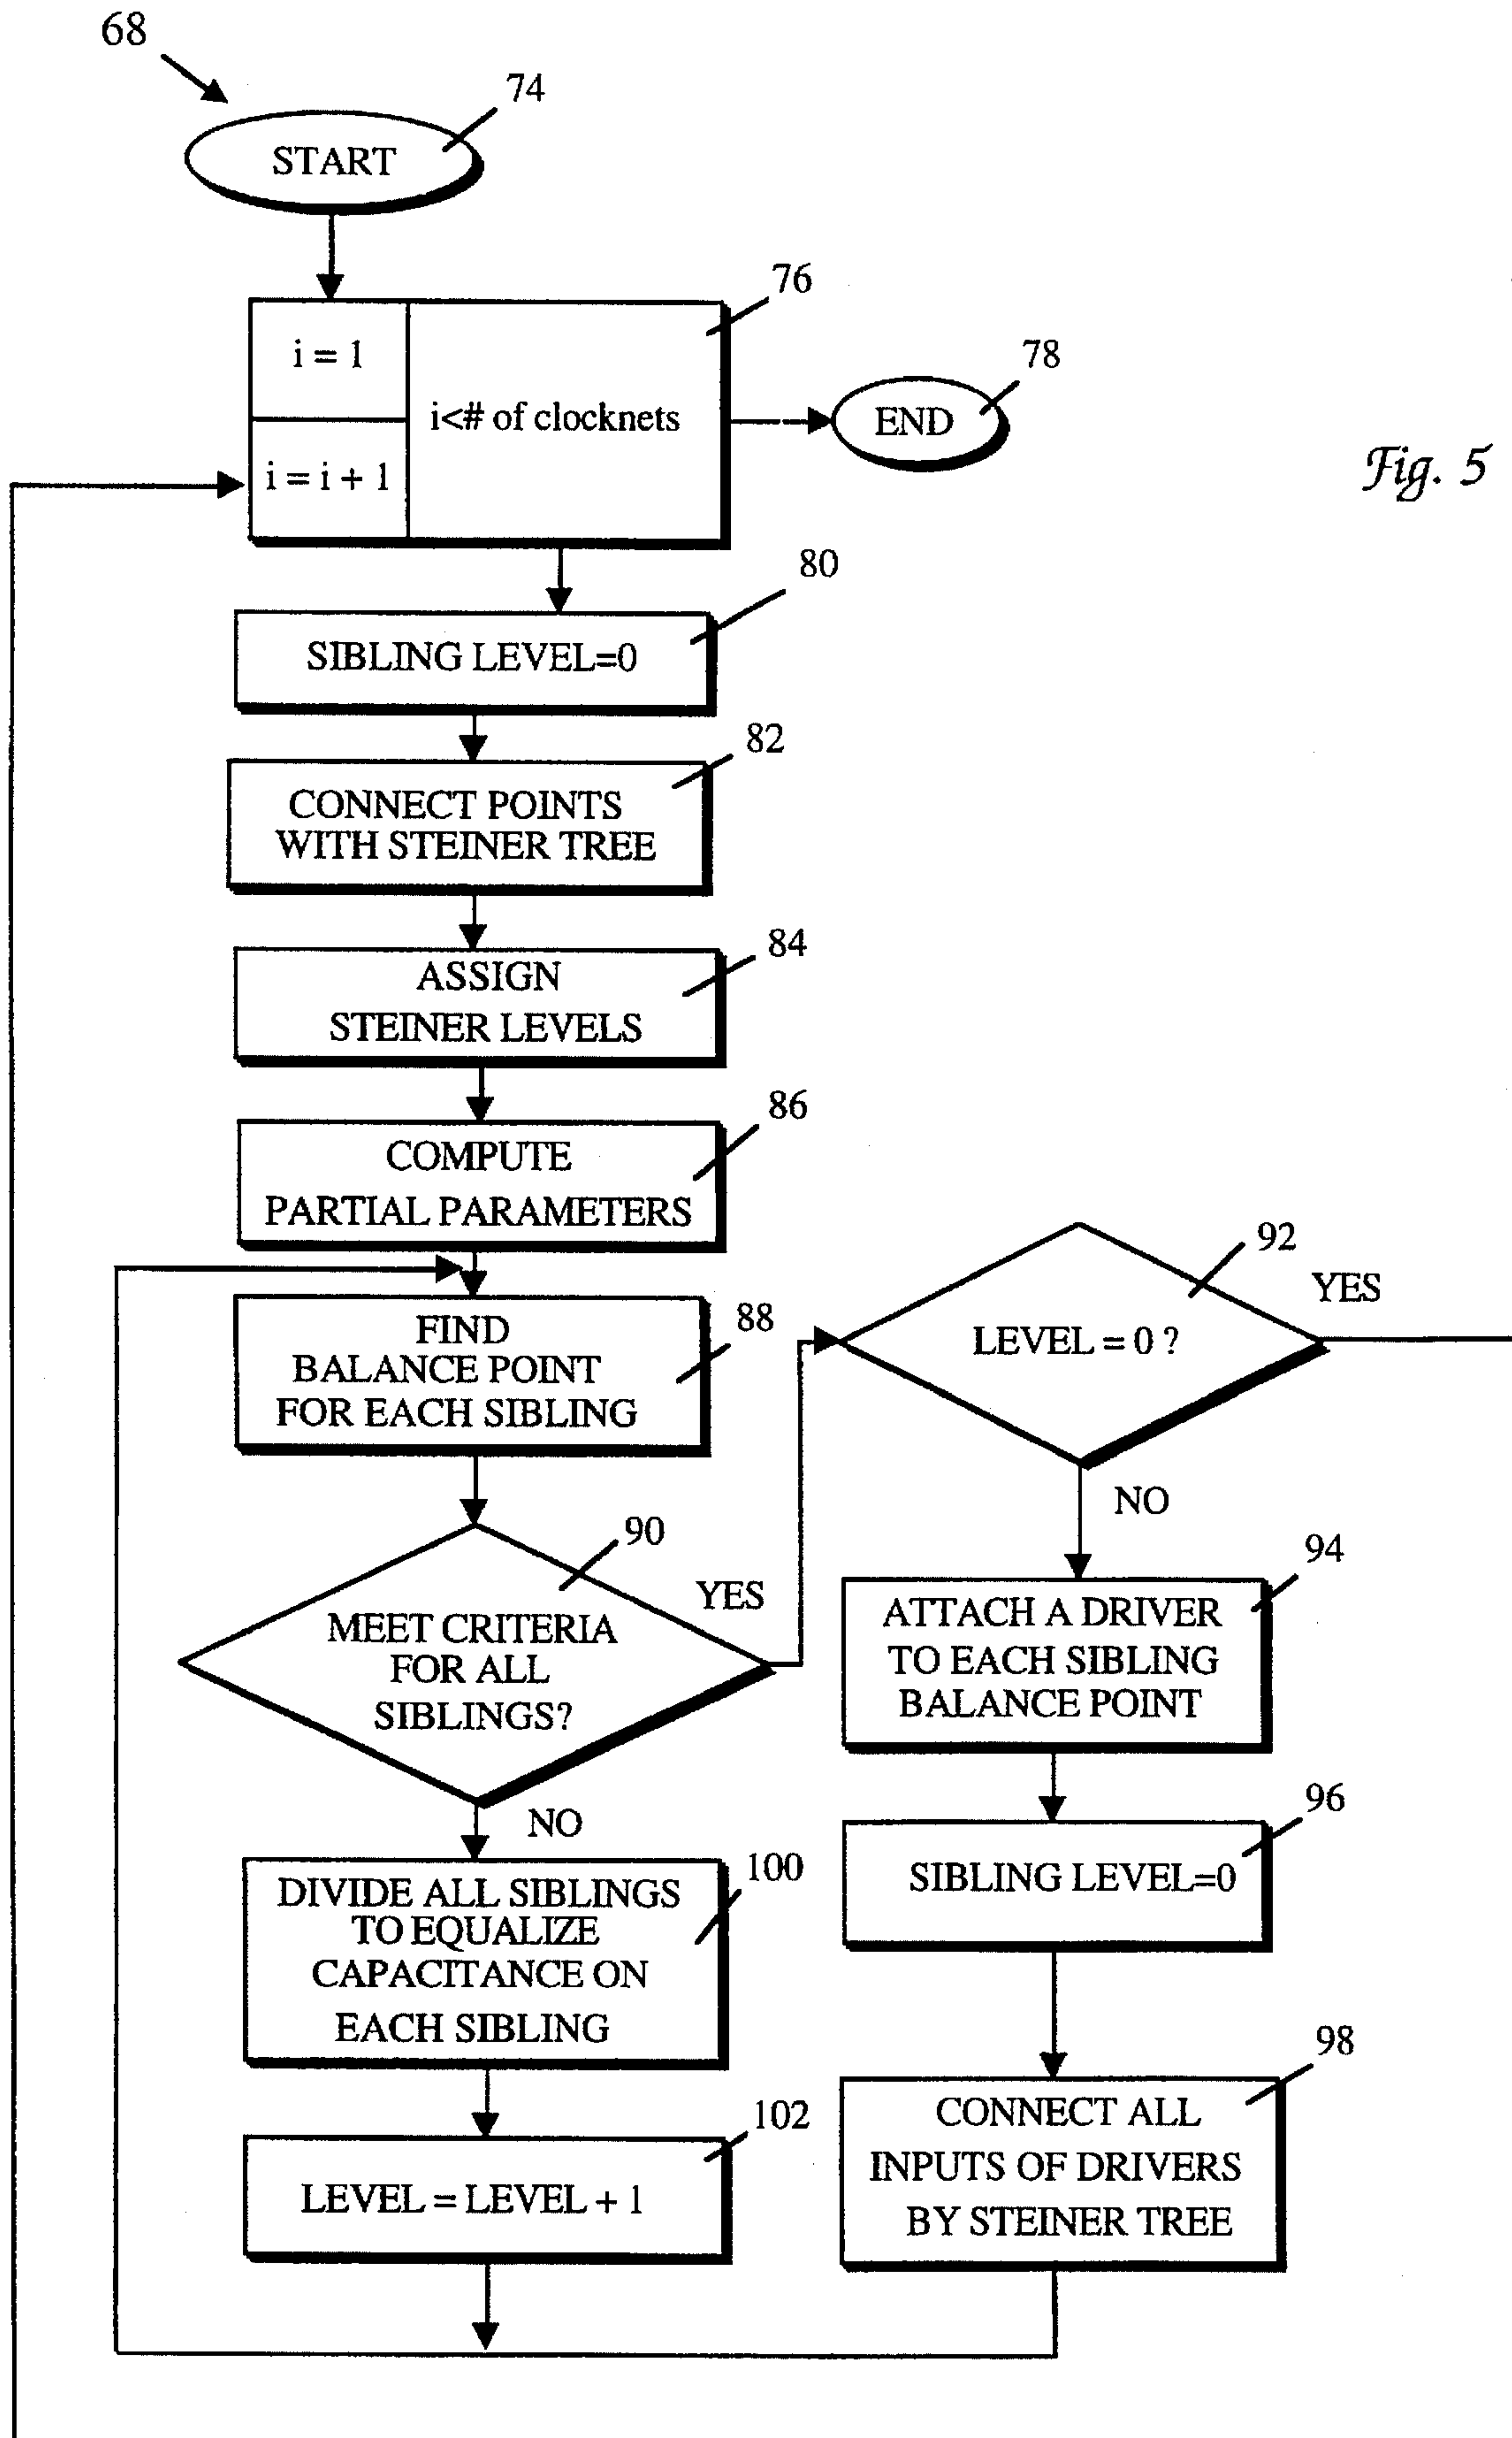 68
74
START
76
i = 1
i<# of clocknets
i = i + 1
78
END
Fig. 5
80
SIBLING LEVEL=0
82
CONNECT POINTS
WITH STEINER TREE
84
ASSIGN
STEINER LEVELS
86
COMPUTE
PARTIAL PARAMETERS
88
FIND
BALANCE POINT
FOR EACH SIBLING
90
MEET CRITERIA
FOR ALL
SIBLINGS?
YES
NO
92
LEVEL = 0 ?
YES
NO
94
ATTACH A DRIVER
TO EACH SIBLING
BALANCE POINT
96
SIBLING LEVEL=0
98
CONNECT ALL
INPUTS OF DRIVERS
BY STEINER TREE
100
DIVIDE ALL SIBLINGS
TO EQUALIZE
CAPACITANCE ON
EACH SIBLING
102
LEVEL = LEVEL + 1